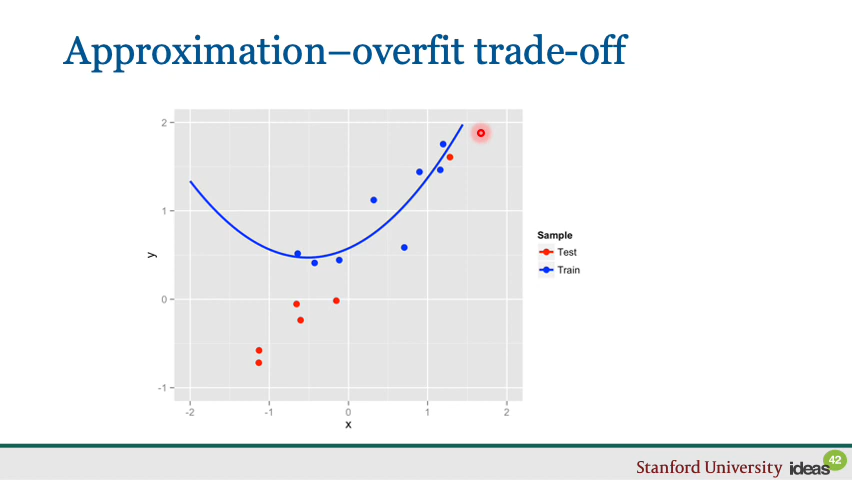 Approximation–overfit trade-off
2
1
0
-1
y
-2 -1 0 1 2
x
Sample
Test
Train
Stanford University ideas 42